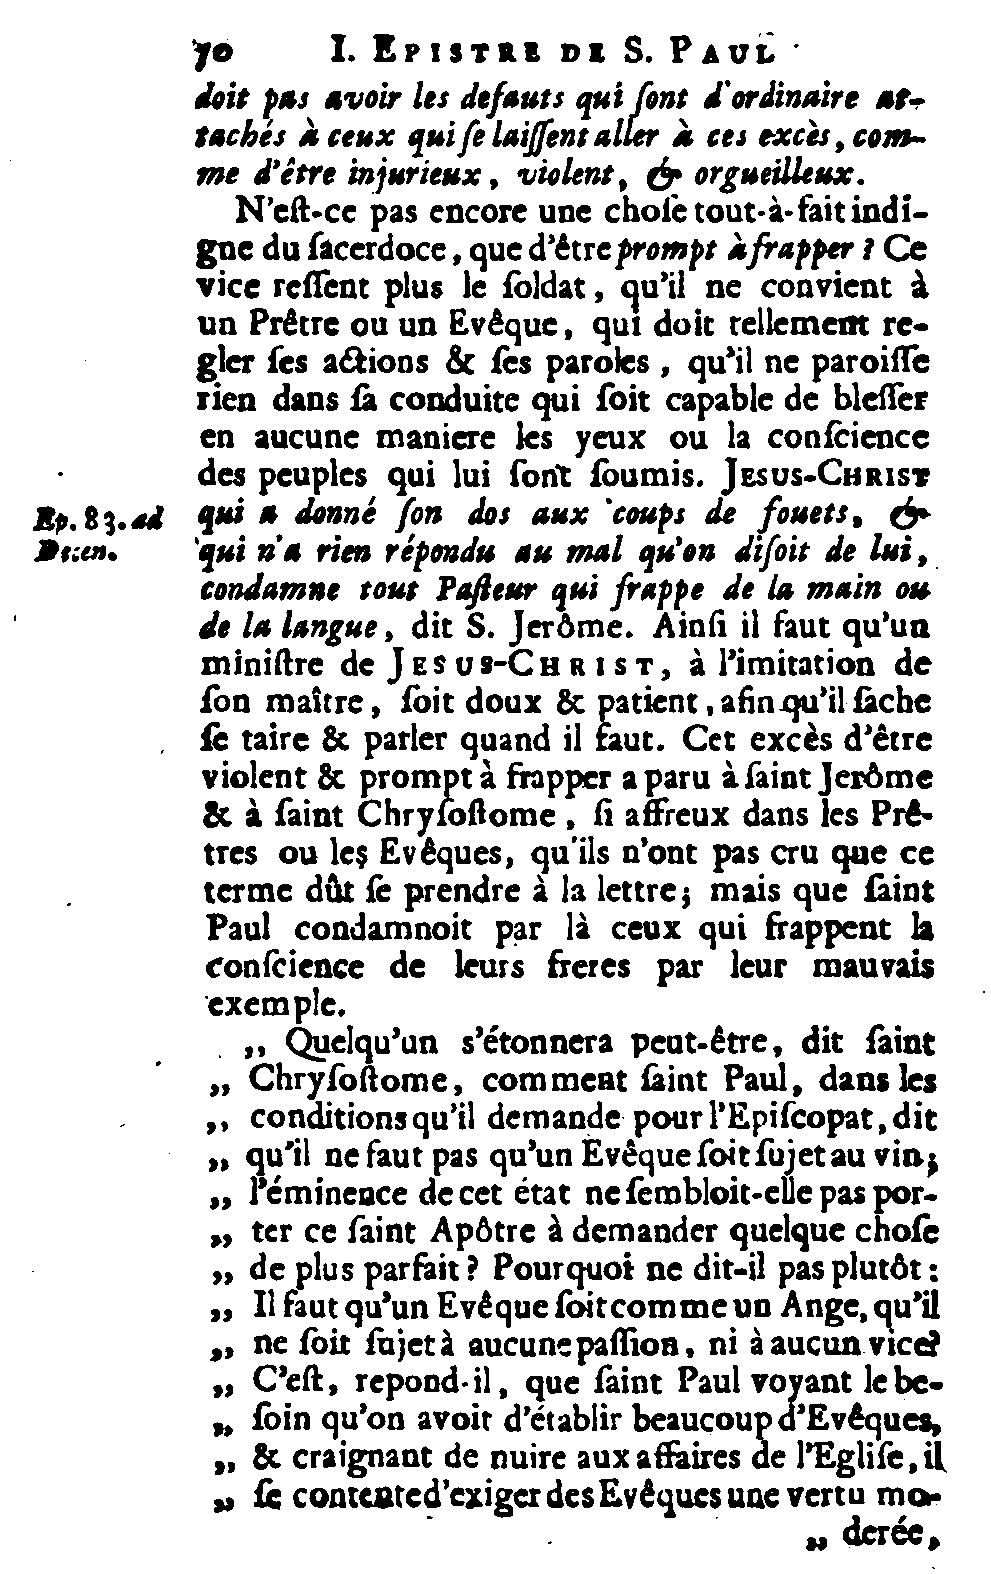 70 I. EPISTRE DE S. PAUL
doit pas avoir les defauts qui ſont d'ordinaire at-
tachés à ceux qui ſe laiſſent aller à ces excès, com-
me d'être injurieux, violent, & orgueilleux.
N'eſt-ce pas encore une choſe tout-à-fait indi-
gne du ſacerdoce, que d'être prompt à frapper? Ce
vice reſſent plus le ſoldat, qu'il ne convient à
un Prêtre ou un Evêque, qui doit tellement re-
gler ſes actions & ſes paroles, qu'il ne paroiſſe
rien dans ſa conduite qui ſoit capable de bleſſer
en aucune maniere les yeux ou la conſcience
des peuples qui lui ſont ſoumis. JESUS-CHRIST
Ep. 83. ad
Ocen.
qui a donné ſon dos aux coups de fouets, &
qui n'a rien répondu au mal qu'on diſoit de lui,
condamne tout Paſteur qui frappe de la main ou
de la langue, dit S. Jerôme. Ainſi il faut qu'un
miniſtre de JESUS-CHRIST, à l'imitation de
ſon maître, ſoit doux & patient, afin qu'il ſache
ſe taire & parler quand il faut. Cet excès d'être
violent & prompt à frapper a paru à ſaint Jerôme
& à ſaint Chryſoſtome, ſi affreux dans les Prê-
tres ou les Evêques, qu'ils n'ont pas cru que ce
terme dût ſe prendre à la lettre; mais que ſaint
Paul condamnoit par là ceux qui frappent la
conſcience de leurs freres par leur mauvais
exemple.
,, Quelqu'un s'étonnera peut-être, dit ſaint
,, Chryſoſtome, comment ſaint Paul, dans les
,, conditions qu'il demande pour l'Epiſcopat, dit
,, qu'il ne faut pas qu'un Evêque ſoit ſujet au vin;
,, l'éminence de cet état ne ſembloit-elle pas por-
,, ter ce ſaint Apôtre à demander quelque choſe
,, de plus parfait? Pourquoi ne dit-il pas plutôt:
,, Il faut qu'un Evêque ſoit comme un Ange, qu'il
,, ne ſoit ſujet à aucune paſſion, ni à aucun vice?
,, C'eſt, repond-il, que ſaint Paul voyant le be-
,, ſoin qu'on avoit d'établir beaucoup d'Evêques,
,, & craignant de nuire aux affaires de l'Egliſe, il
,, ſe contente d'exiger des Evêques une vertu mo-
,, derée,